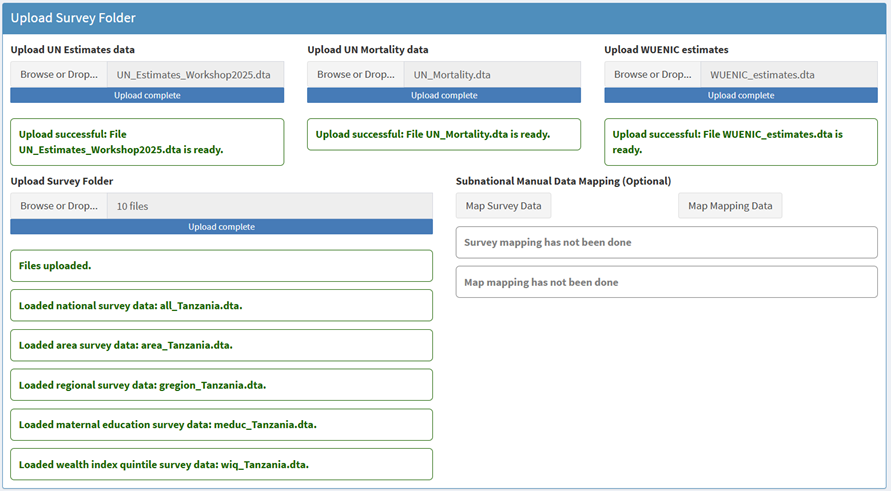 Upload Survey Folder
Upload UN Estimates data
Browse or Drop... UN_Estimates_Workshop2025.dta
Upload complete
Upload successful: File
UN_Estimates_Workshop2025.dta is ready.
Upload UN Mortality data
Browse or Drop... UN_Mortality.dta
Upload complete
Upload successful: File UN_Mortality.dta is ready.
Upload WUENIC estimates
Browse or Drop... WUENIC_estimates.dta
Upload complete
Upload successful: File WUENIC_estimates.dta is
ready.
Upload Survey Folder
Browse or Drop... 10 files
Upload complete
Files uploaded.
Loaded national survey data: all_Tanzania.dta.
Loaded area survey data: area_Tanzania.dta.
Loaded regional survey data: gregion_Tanzania.dta.
Loaded maternal education survey data: meduc_Tanzania.dta.
Loaded wealth index quintile survey data: wiq_Tanzania.dta.
Subnational Manual Data Mapping (Optional)
Map Survey Data Map Mapping Data
Survey mapping has not been done
Map mapping has not been done